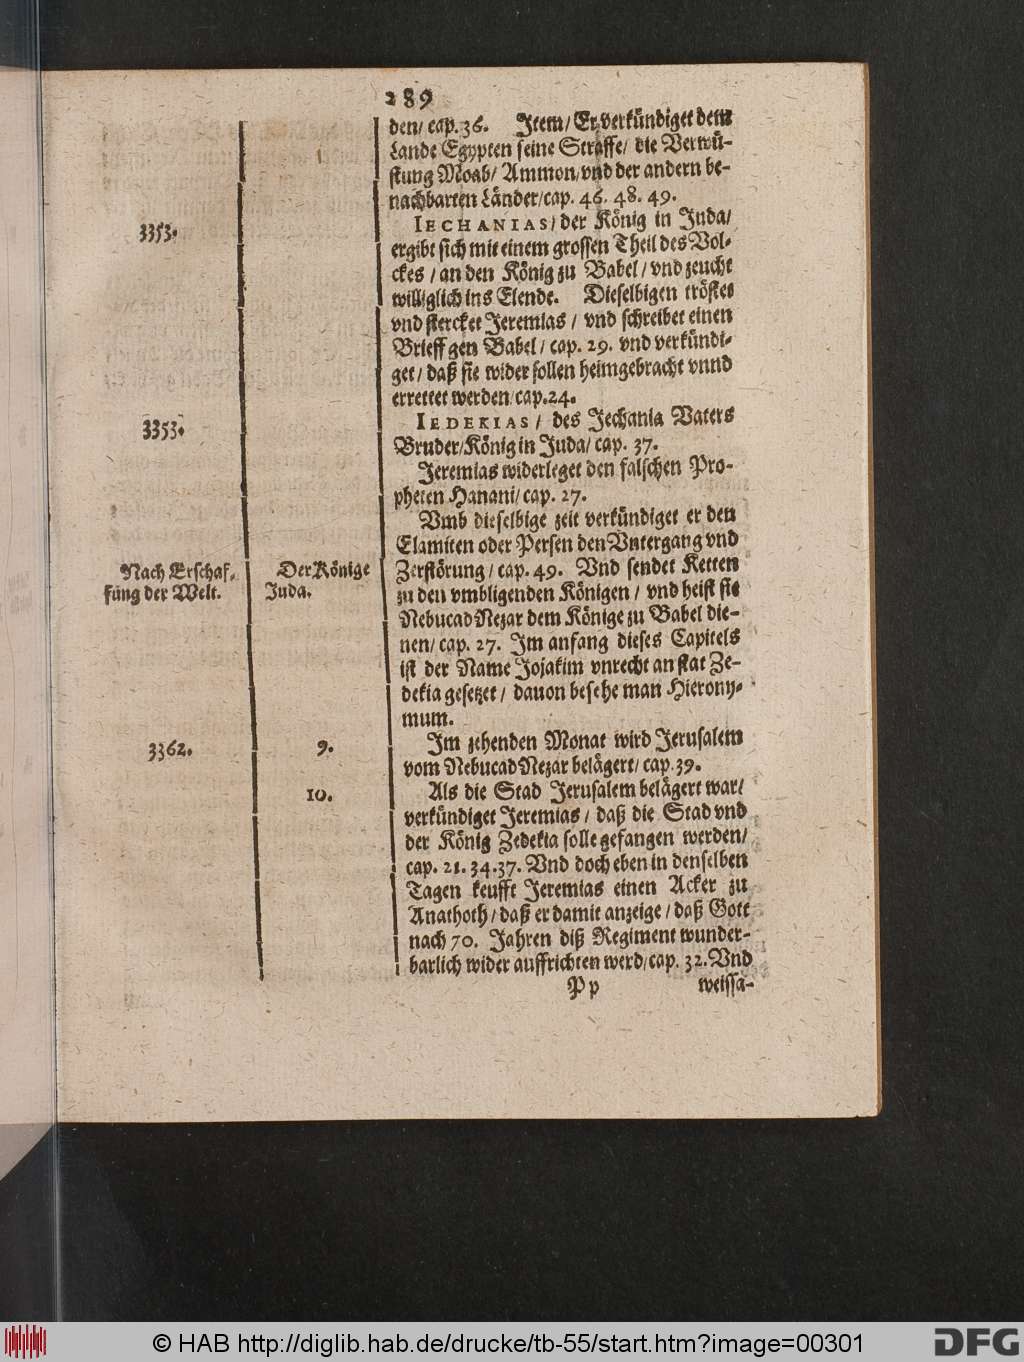 289
den/ cap. 36. Item/ Er verkündiget dem
Lande Egypten seine Straffe/ die Verwü-
stung Moab/ Ammon/ vnd der andern be-
nachbarten Länder/ cap. 46. 48. 49.
3353.
IECHANIAS/ der König in Juda/
ergibt sich mit einem grossen Theil des Vol-
ckes/ an den König zu Babel/ vnd zeucht
williglich ins Elende. Dieselbigen tröstet
vnd stercket Jeremias/ vnd schreibet einen
Brieff gen Babel/ cap. 29. vnd verkündi-
get/ daß sie wider sollen heimgebracht vnnd
errettet werden/ cap. 24.
3353.
IEDEKIAS/ des Jechania Vaters
Bruder/ König in Juda/ cap. 37.
Jeremias widerleget den falschen Pro-
pheten Hanani/ cap. 27.
Vmb dieselbige zeit verkündiget er den
Elamiten oder Persen den Vntergang vnd
Nach Erschaf-
fung der Welt.
Der Könige
Juda.
Zerstörung/ cap. 49. Vnd sendet Ketten
zu den vmbligenden Königen/ vnd heist sie
NebucadNezar dem Könige zu Babel die-
nen/ cap. 27. Im anfang dieses Capitels
ist der Name Jojakim vnrecht an stat Ze-
dekia gesetzet/ dauon besehe man Hierony-
mum.
3362.
9.
Im zehenden Monat wird Jerusalem
vom NebucadNezar belägert/ cap. 39.
10.
Als die Stad Jerusalem belägert war/
verkündiget Jeremias/ daß die Stad vnd
der König Zedekia solle gefangen werden/
cap. 21. 34. 37. Vnd doch eben in denselben
Tagen keufft Jeremias einen Acker zu
Anathoth/ daß er damit anzeige/ daß Gott
nach 70. Jahren diß Regiment wunder-
barlich wider auffrichten werd/ cap. 32. Vnd
Pp
weissa-
© HAB http://diglib.hab.de/drucke/tb-55/start.htm?image=00301
DFG